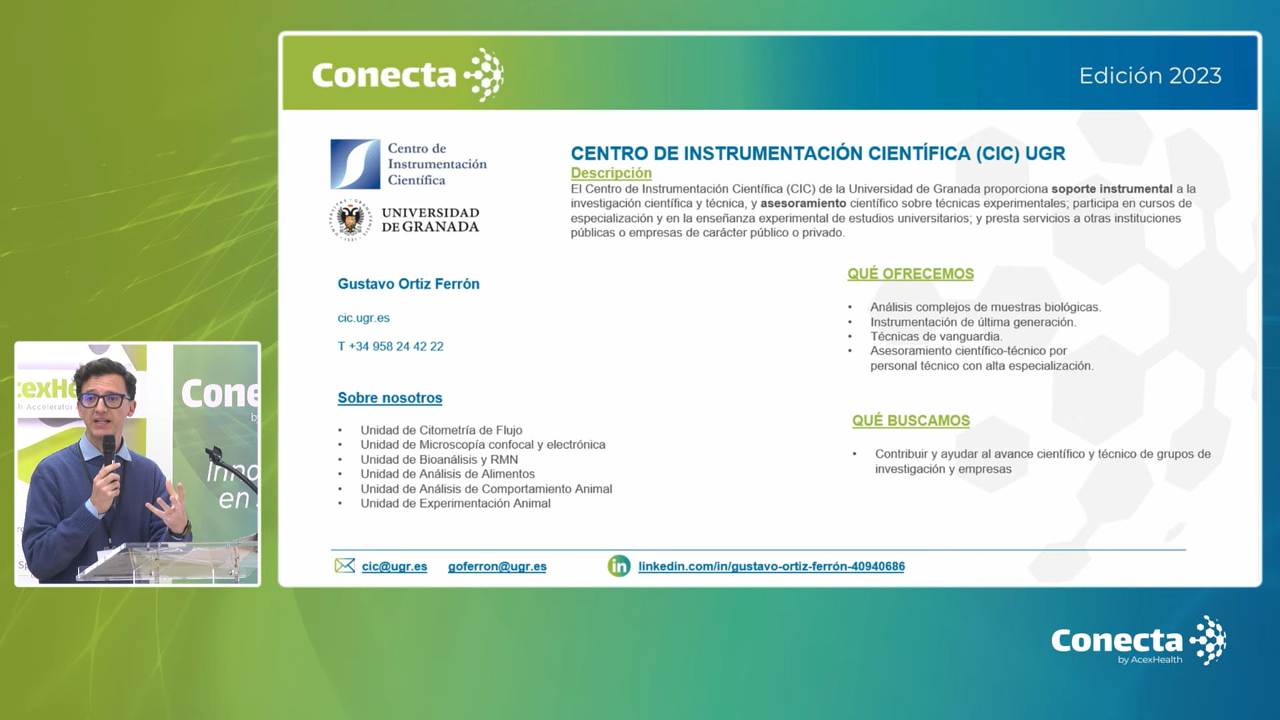 Conecta
Edición 2023
Centro de
Instrumentación
Científica
UNIVERSIDAD
DE GRANADA
CENTRO DE INSTRUMENTACIÓN CIENTÍFICA (CIC) UGR
Descripción
El Centro de Instrumentación Científica (CIC) de la Universidad de Granada proporciona soporte instrumental a la
investigación científica y técnica, y asesoramiento científico sobre técnicas experimentales; participa en cursos de
especialización y en la enseñanza experimental de estudios universitarios; y presta servicios a otras instituciones
públicas o empresas de carácter público o privado.
Gustavo Ortiz Ferrón
cic.ugr.es
T +34 958 24 42 22
Sobre nosotros
• Unidad de Citometría de Flujo
• Unidad de Microscopía confocal y electrónica
• Unidad de Bioanálisis y RMN
• Unidad de Análisis de Alimentos
• Unidad de Análisis de Comportamiento Animal
• Unidad de Experimentación Animal
QUÉ OFRECEMOS
• Análisis complejos de muestras biológicas.
• Instrumentación de última generación.
• Técnicas de vanguardia.
• Asesoramiento científico-técnico por
personal técnico con alta especialización.
QUÉ BUSCAMOS
• Contribuir y ayudar al avance científico y técnico de grupos de
investigación y empresas
cic@ugr.es goferron@ugr.es
in linkedin.com/in/gustavo-ortiz-ferrón-40940686
Cone
en
Conecta
by AcexHealth